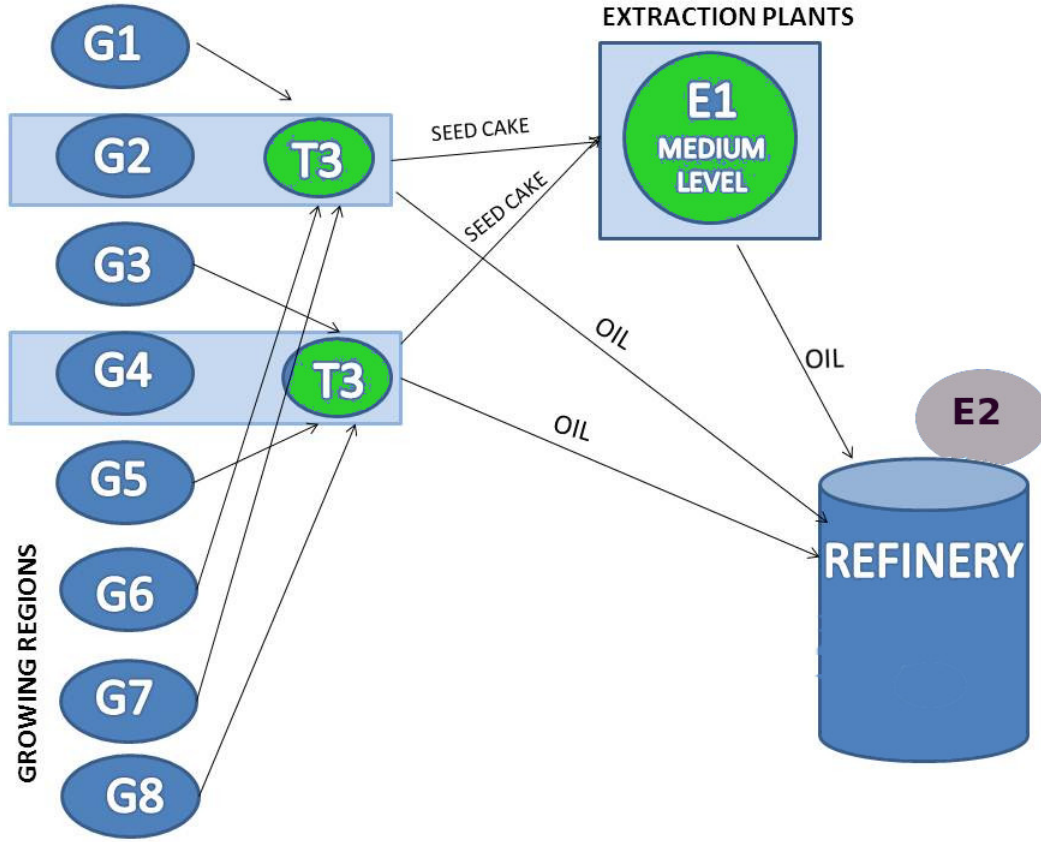 EXTRACTION PLANTS
G1
G2
T3
SEED CAKE
E1
MEDIUM
LEVEL
SEED CAKE
G3
G4
T3
OIL
OIL
OIL
E2
G5
REFINERY
G6
G7
G8
GROWING REGIONS